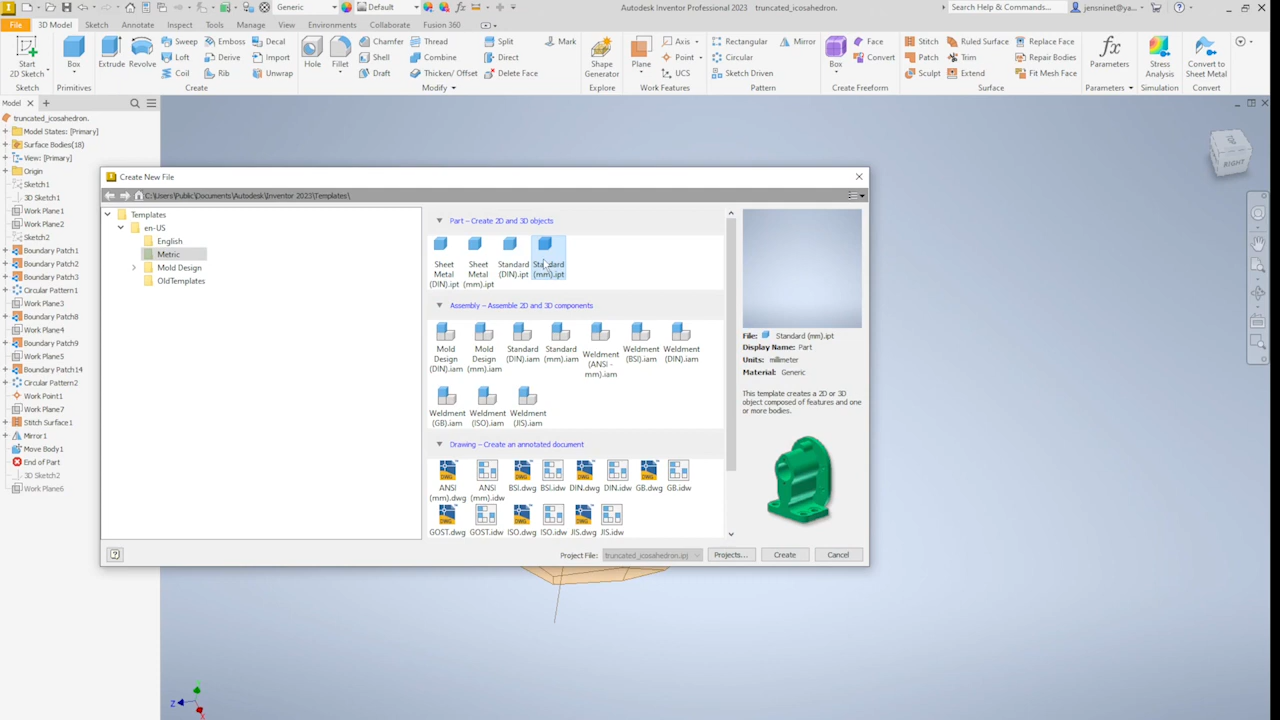 Generic
Default
Autodesk Inventor Professional 2023 truncated_icosahedron.
Search Help & Commands...
jensninet@ya...
File 3D Model Sketch Annotate Inspect Tools Manage View Environments Collaborate Fusion 360
Start
2D Sketch
Box
Extrude Revolve
Sweep Emboss Decal
Loft Derive Import
Coil Rib Unwrap
Hole Fillet
Chamfer Thread Split Mark
Shell Combine Direct
Draft Thicken/ Offset Delete Face
Shape
Generator
Plane
Axis
Point
UCS
Rectangular Mirror
Circular
Sketch Driven
Box
Face
Convert
Stitch Ruled Surface Replace Face
Patch Trim Repair Bodies
Sculpt Extend Fit Mesh Face
Parameters
Stress
Analysis
Convert to
Sheet Metal
Sketch Primitives Create Modify Explore Work Features Pattern Create Freeform Surface Parameters Simulation Convert
Model
truncated_icosahedron.
Model States: [Primary]
Surface Bodies(18)
View: [Primary]
Origin
Sketch1
3D Sketch1
Work Plane1
Work Plane2
Sketch2
Boundary Patch1
Boundary Patch2
Boundary Patch3
Circular Pattern1
Work Plane3
Boundary Patch8
Work Plane4
Boundary Patch9
Work Plane5
Boundary Patch14
Circular Pattern2
Work Point1
Work Plane7
Stitch Surface1
Mirror1
Move Body1
End of Part
3D Sketch2
Work Plane6
RIGHT
Create New File
C:\Users\Public\Documents\Autodesk\Inventor 2023\Templates\
Templates
en-US
English
Metric
Mold Design
OldTemplates
Part – Create 2D and 3D objects
Sheet
Metal
(DIN).ipt
Sheet
Metal
(mm).ipt
Standard
(DIN).ipt
Standard
(mm).ipt
Assembly – Assemble 2D and 3D components
Mold
Design
(DIN).iam
Mold
Design
(mm).iam
Standard
(DIN).iam
Standard
(mm).iam
Weldment
(ANSI -
mm).iam
Weldment
(BSI).iam
Weldment
(DIN).iam
Weldment
(GB).iam
Weldment
(ISO).iam
Weldment
(JIS).iam
Drawing – Create an annotated document
ANSI
(mm).dwg
ANSI
(mm).idw
BSI.dwg BSI.idw DIN.dwg DIN.idw GB.dwg GB.idw
GOST.dwg GOST.idw ISO.dwg ISO.idw JIS.dwg JIS.idw
File: Standard (mm).ipt
Display Name: Part
Units: millimeter
Material: Generic
This template creates a 2D or 3D
object composed of features and one
or more bodies.
Project File: truncated_icosahedron.ipj
Projects... Create Cancel
Z
X